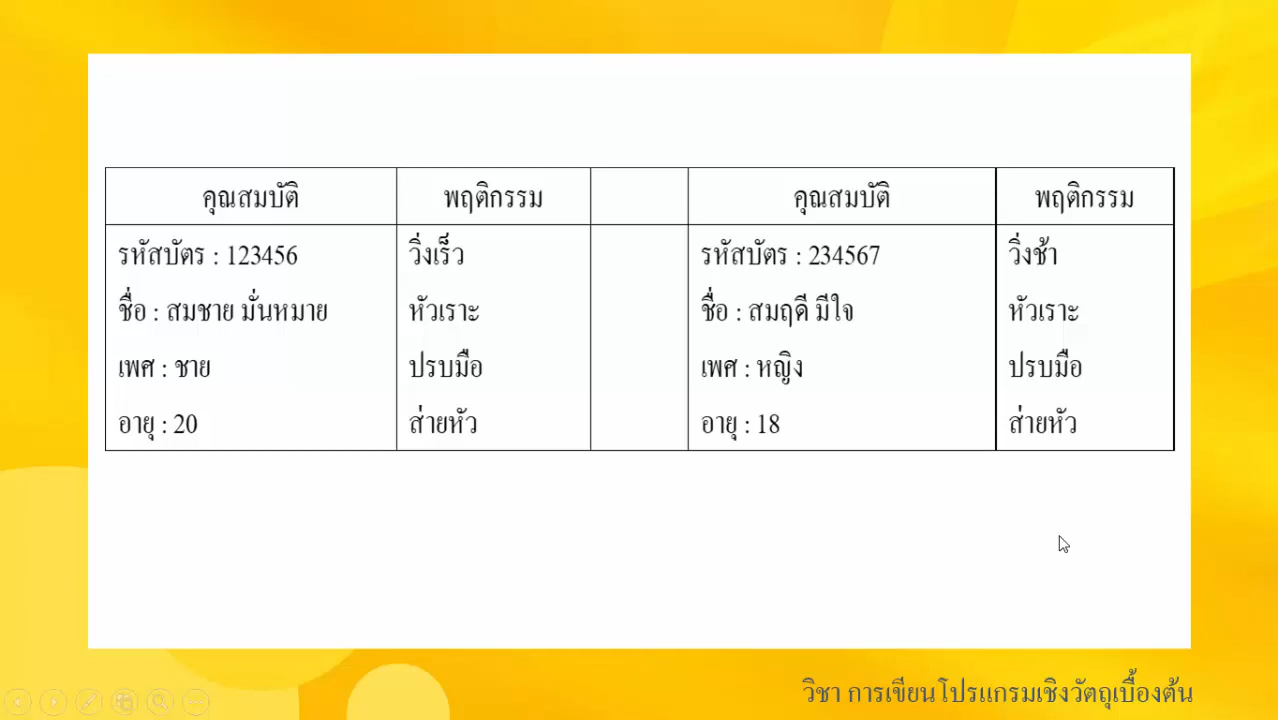 คุณสมบัติ พฤติกรรม คุณสมบัติ พฤติกรรม
รหัสบัตร : 123456 วิ่งเร็ว รหัสบัตร : 234567 วิ่งช้า
ชื่อ : สมชาย มั่นหมาย หัวเราะ ชื่อ : สมฤดี มีใจ หัวเราะ
เพศ : ชาย ปรบมือ เพศ : หญิง ปรบมือ
อายุ : 20 ส่ายหัว อายุ : 18 ส่ายหัว
วิชา การเขียนโปรแกรมเชิงวัตถุเบื้องต้น